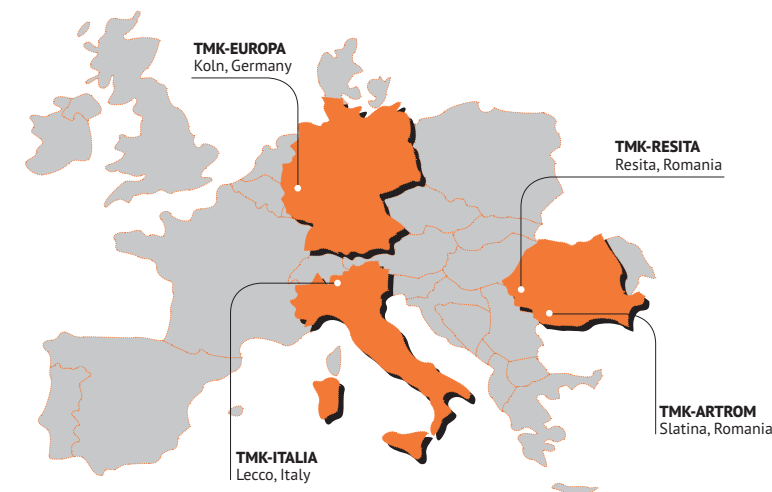 TMK-EUROPA
Koln, Germany
TMK-RESITA
Resita, Romania
TMK-ARTROM
Slatina, Romania
TMK-ITALIA
Lecco, Italy